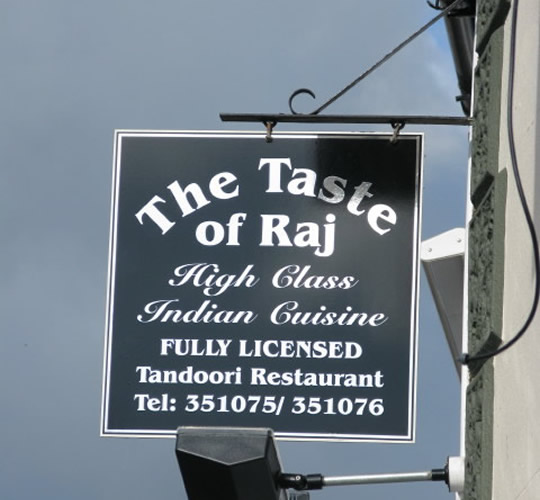 The Taste
of Raj
High Class
Indian Cuisine
FULLY LICENSED
Tandoori Restaurant
Tel: 351075/ 351076